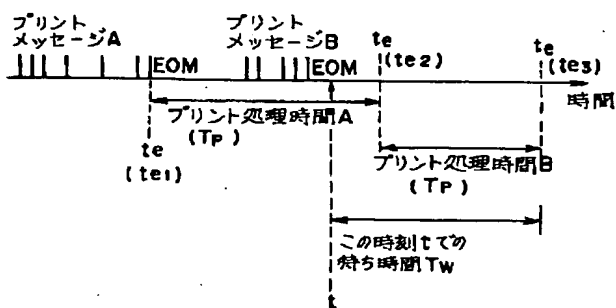 プリント
メッセージA
プリント
メッセージB
te
(te2)
te
(te3)
EOM
EOM
時間
プリント処理時間A
(TP)
te
(te1)
プリント処理時間B
(TP)
この時刻tでの
待ち時間TW
t